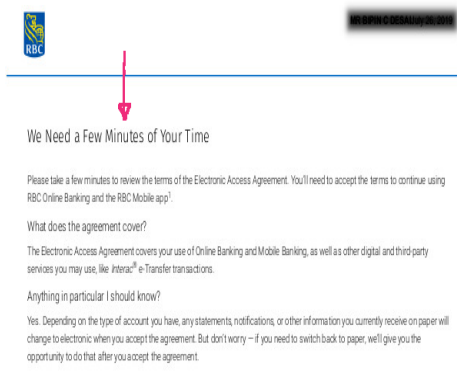 RBC
MR BIPIN C DESAI July 26, 2019
We Need a Few Minutes of Your Time
Please take a few minutes to review the terms of the Electronic Access Agreement. You'll need to accept the terms to continue using
RBC Online Banking and the RBC Mobile app¹.
What does the agreement cover?
The Electronic Access Agreement covers your use of Online Banking and Mobile Banking, as well as other digital and third-party
services you may use, like Interac® e-Transfer transactions.
Anything in particular I should know?
Yes. Depending on the type of account you have, any statements, notifications, or other information you currently receive on paper will
change to electronic when you accept the agreement. But don't worry – if you need to switch back to paper, we'll give you the
opportunity to do that after you accept the agreement.